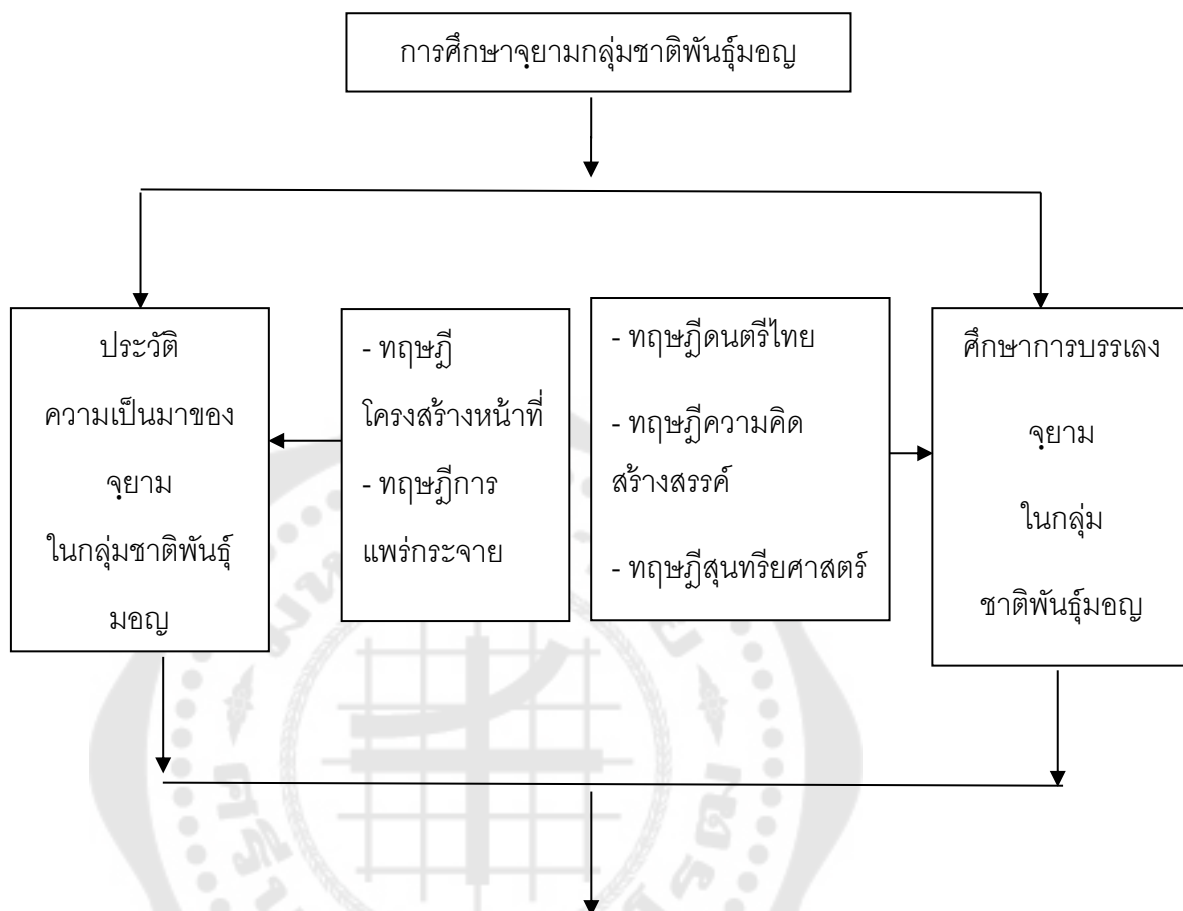 การศึกษาจฺยามกลุ่มชาติพันธุ์มอญ
ประวัติ
ความเป็นมาของ
จฺยาม
ในกลุ่มชาติพันธุ์
มอญ
- ทฤษฎี
โครงสร้างหน้าที่
- ทฤษฎีการ
แพร่กระจาย
- ทฤษฎีดนตรีไทย
- ทฤษฎีความคิด
สร้างสรรค์
- ทฤษฎีสุนทรียศาสตร์
ศึกษาการบรรเลง
จฺยาม
ในกลุ่ม
ชาติพันธุ์มอญ